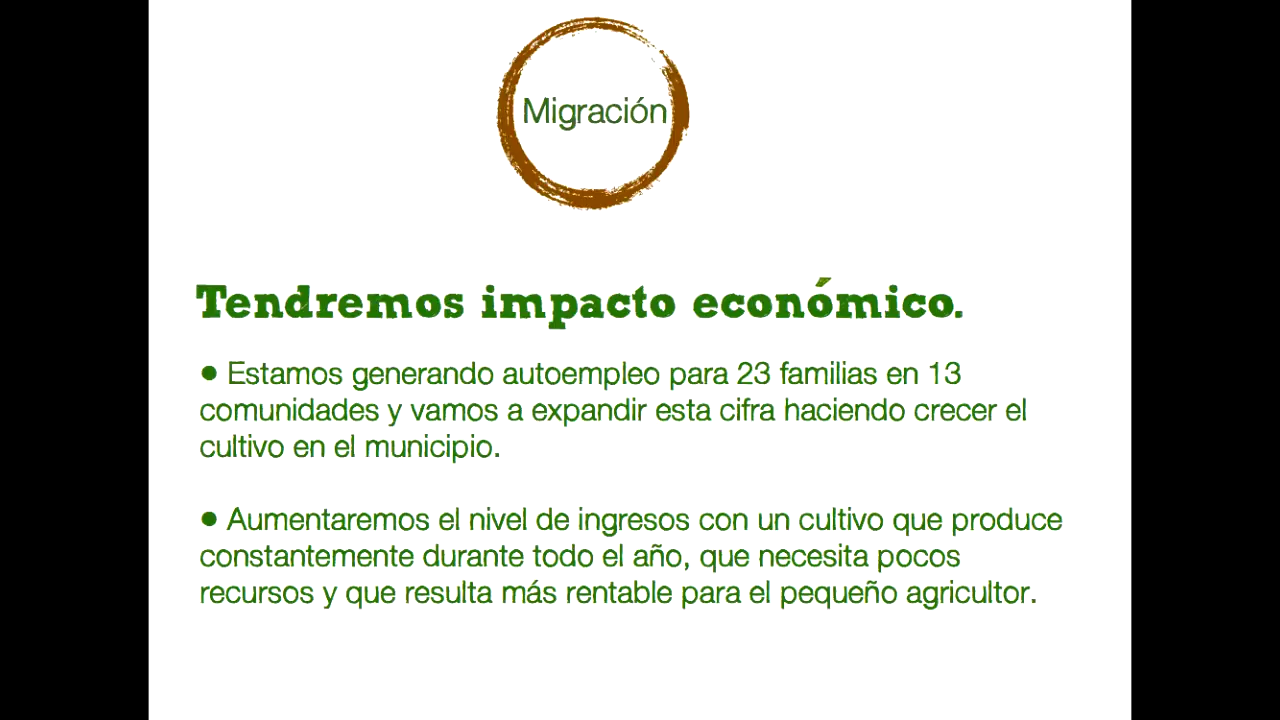 Migración
Tendremos impacto económico.
• Estamos generando autoempleo para 23 familias en 13
comunidades y vamos a expandir esta cifra haciendo crecer el
cultivo en el municipio.
• Aumentaremos el nivel de ingresos con un cultivo que produce
constantemente durante todo el año, que necesita pocos
recursos y que resulta más rentable para el pequeño agricultor.